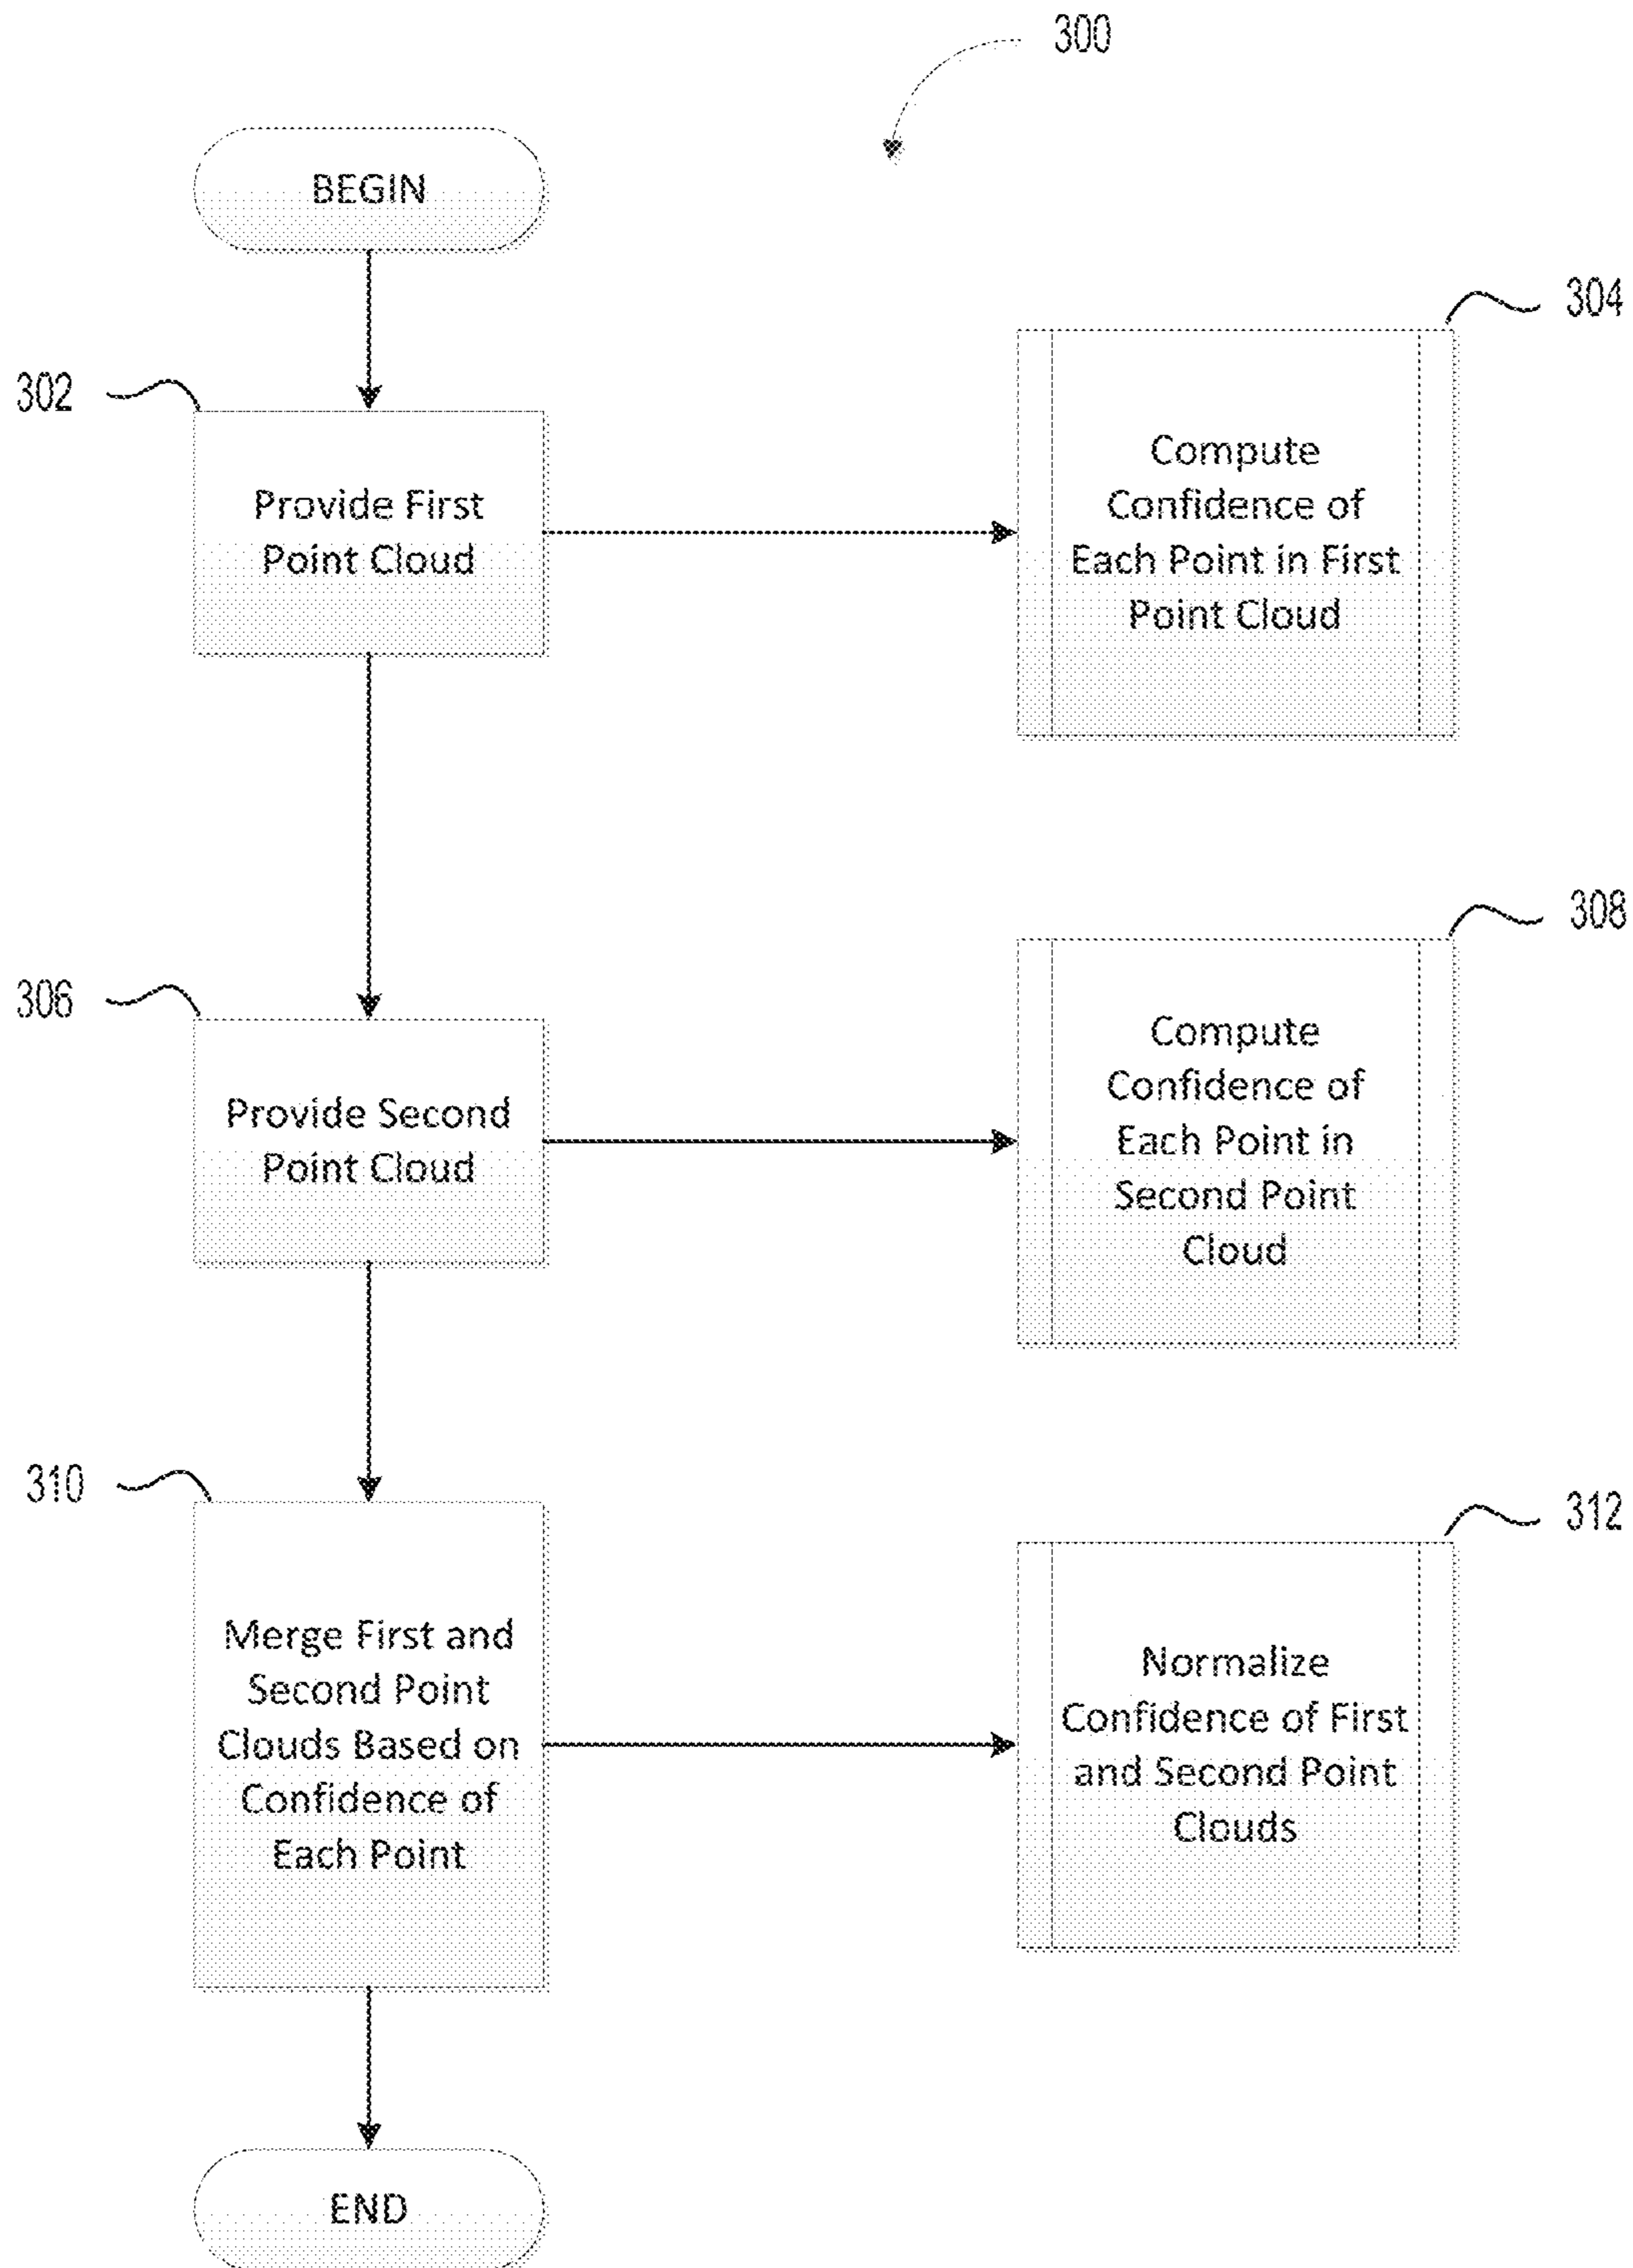 300
BEGIN
304
302
Compute
Confidence of
Each Point in First
Point Cloud
Provide First
Point Cloud
308
306
Compute
Confidence of
Each Point in
Second Point
Cloud
Provide Second
Point Cloud
310
312
Merge First and
Second Point
Clouds Based on
Confidence of
Each Point
Normalize
Confidence of First
and Second Point
Clouds
END